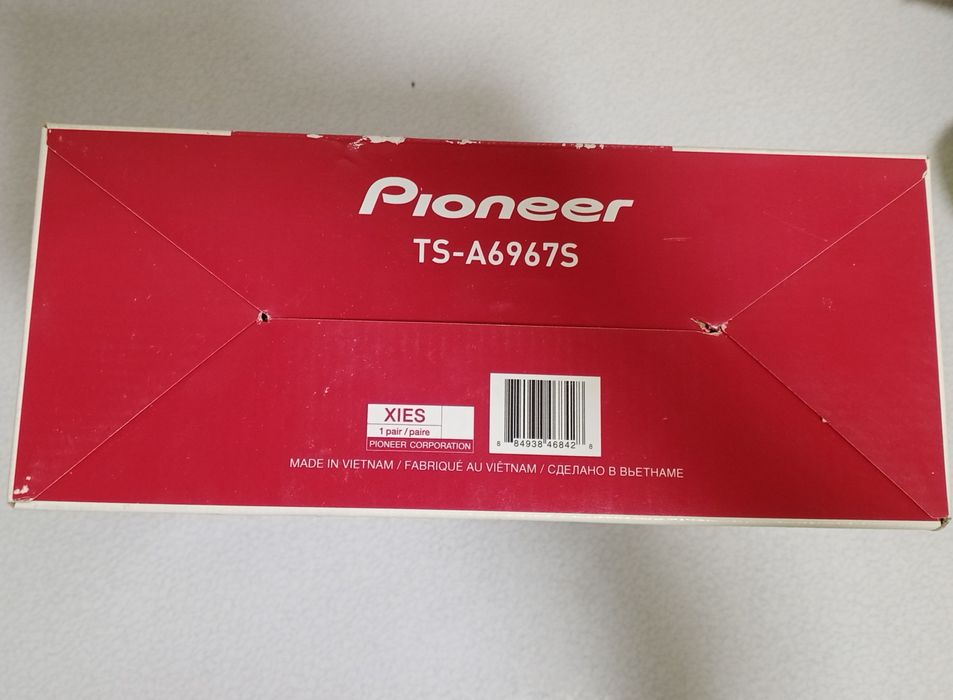 Pioneer
TS-A6967S
XIES
1 pair / paire
PIONEER CORPORATION
8 84938 46842 8
MADE IN VIETNAM / FABRIQUÉ AU VIÊTNAM / СДЕЛАНО В ВЬЕТНАМЕ